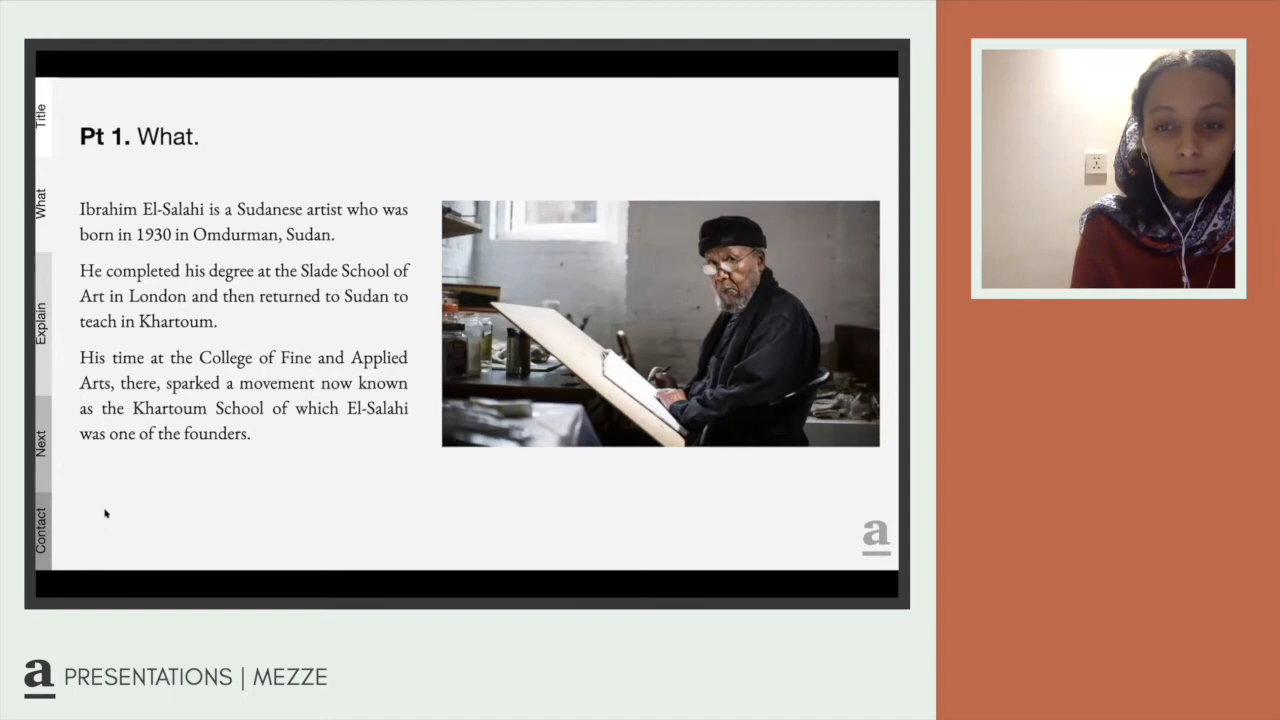 Title
What
Explain
Next
Contact
Pt 1. What.
Ibrahim El-Salahi is a Sudanese artist who was
born in 1930 in Omdurman, Sudan.
He completed his degree at the Slade School of
Art in London and then returned to Sudan to
teach in Khartoum.
His time at the College of Fine and Applied
Arts, there, sparked a movement now known
as the Khartoum School of which El-Salahi
was one of the founders.
a
a PRESENTATIONS | MEZZE